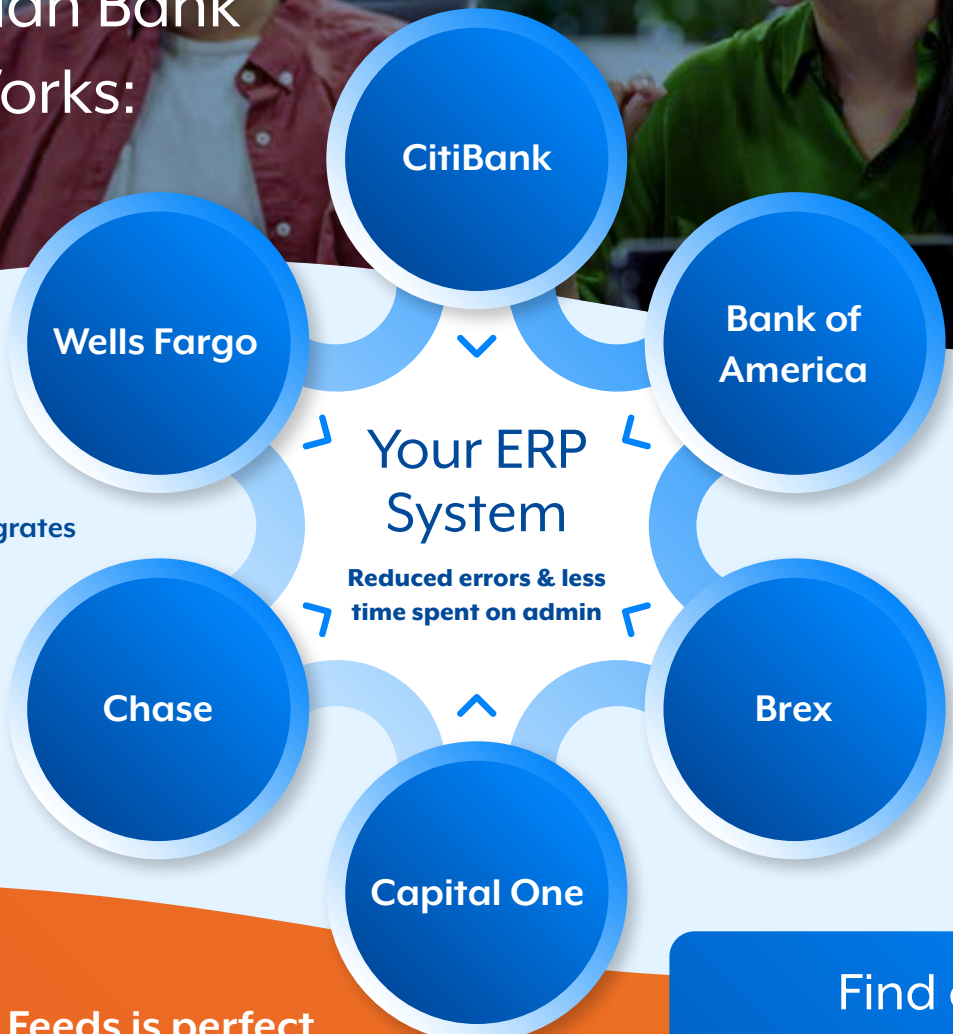 Bank
orks:
CitiBank
Wells Fargo
Bank of
America
Your ERP
System
Reduced errors & less
time spent on admin
grates
Chase
Brex
Capital One
Find
Feeds is perfect